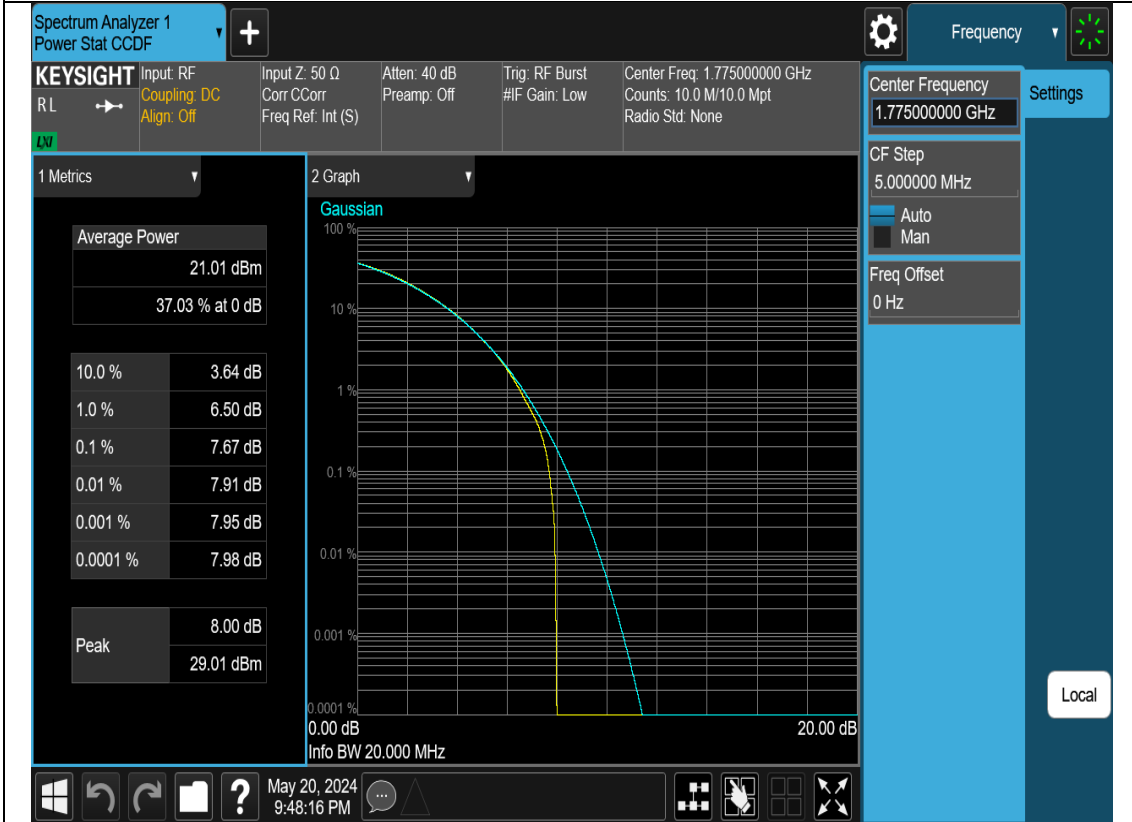 Spectrum Analyzer 1
Power Stat CCDF
+
Frequency
KEYSIGHT
R L
LXI
Input: RF
Coupling: DC
Align: Off
Input Z: 50 Ω
Corr CCorr
Freq Ref: Int (S)
Atten: 40 dB
Preamp: Off
Trig: RF Burst
#IF Gain: Low
Center Freq: 1.775000000 GHz
Counts: 10.0 M/10.0 Mpt
Radio Std: None
Center Frequency
1.775000000 GHz
Settings
CF Step
5.000000 MHz
Auto
Man
Freq Offset
0 Hz
Local
1 Metrics
Average Power
21.01 dBm
37.03 % at 0 dB
10.0 % 3.64 dB
1.0 % 6.50 dB
0.1 % 7.67 dB
0.01 % 7.91 dB
0.001 % 7.95 dB
0.0001 % 7.98 dB
Peak
8.00 dB
29.01 dBm
2 Graph
Gaussian
100 %
10 %
1 %
0.1 %
0.01 %
0.001 %
0.0001 %
0.00 dB 20.00 dB
Info BW 20.000 MHz
?
May 20, 2024
9:48:16 PM